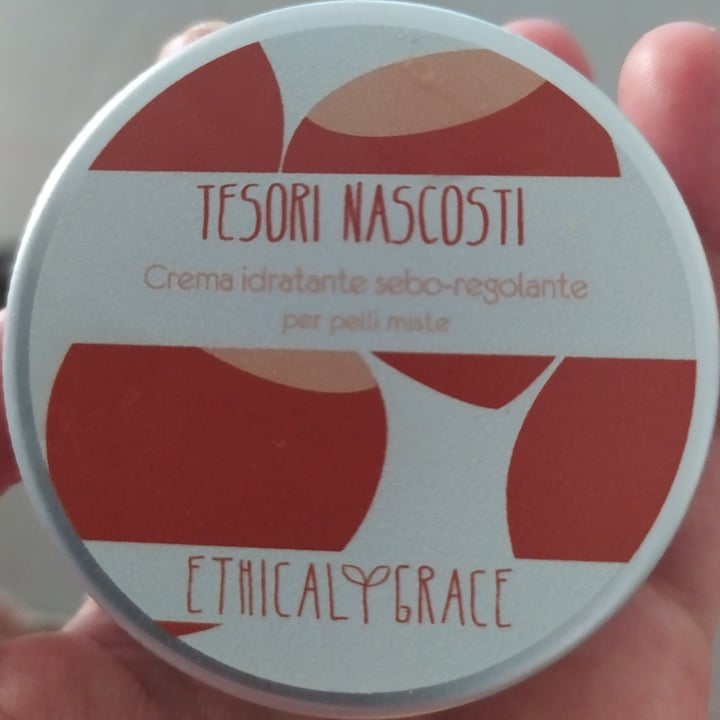 TESORI NASCOSTI
Crema idratante sebo-regolante
per pelli miste
ETHICAL GRACE